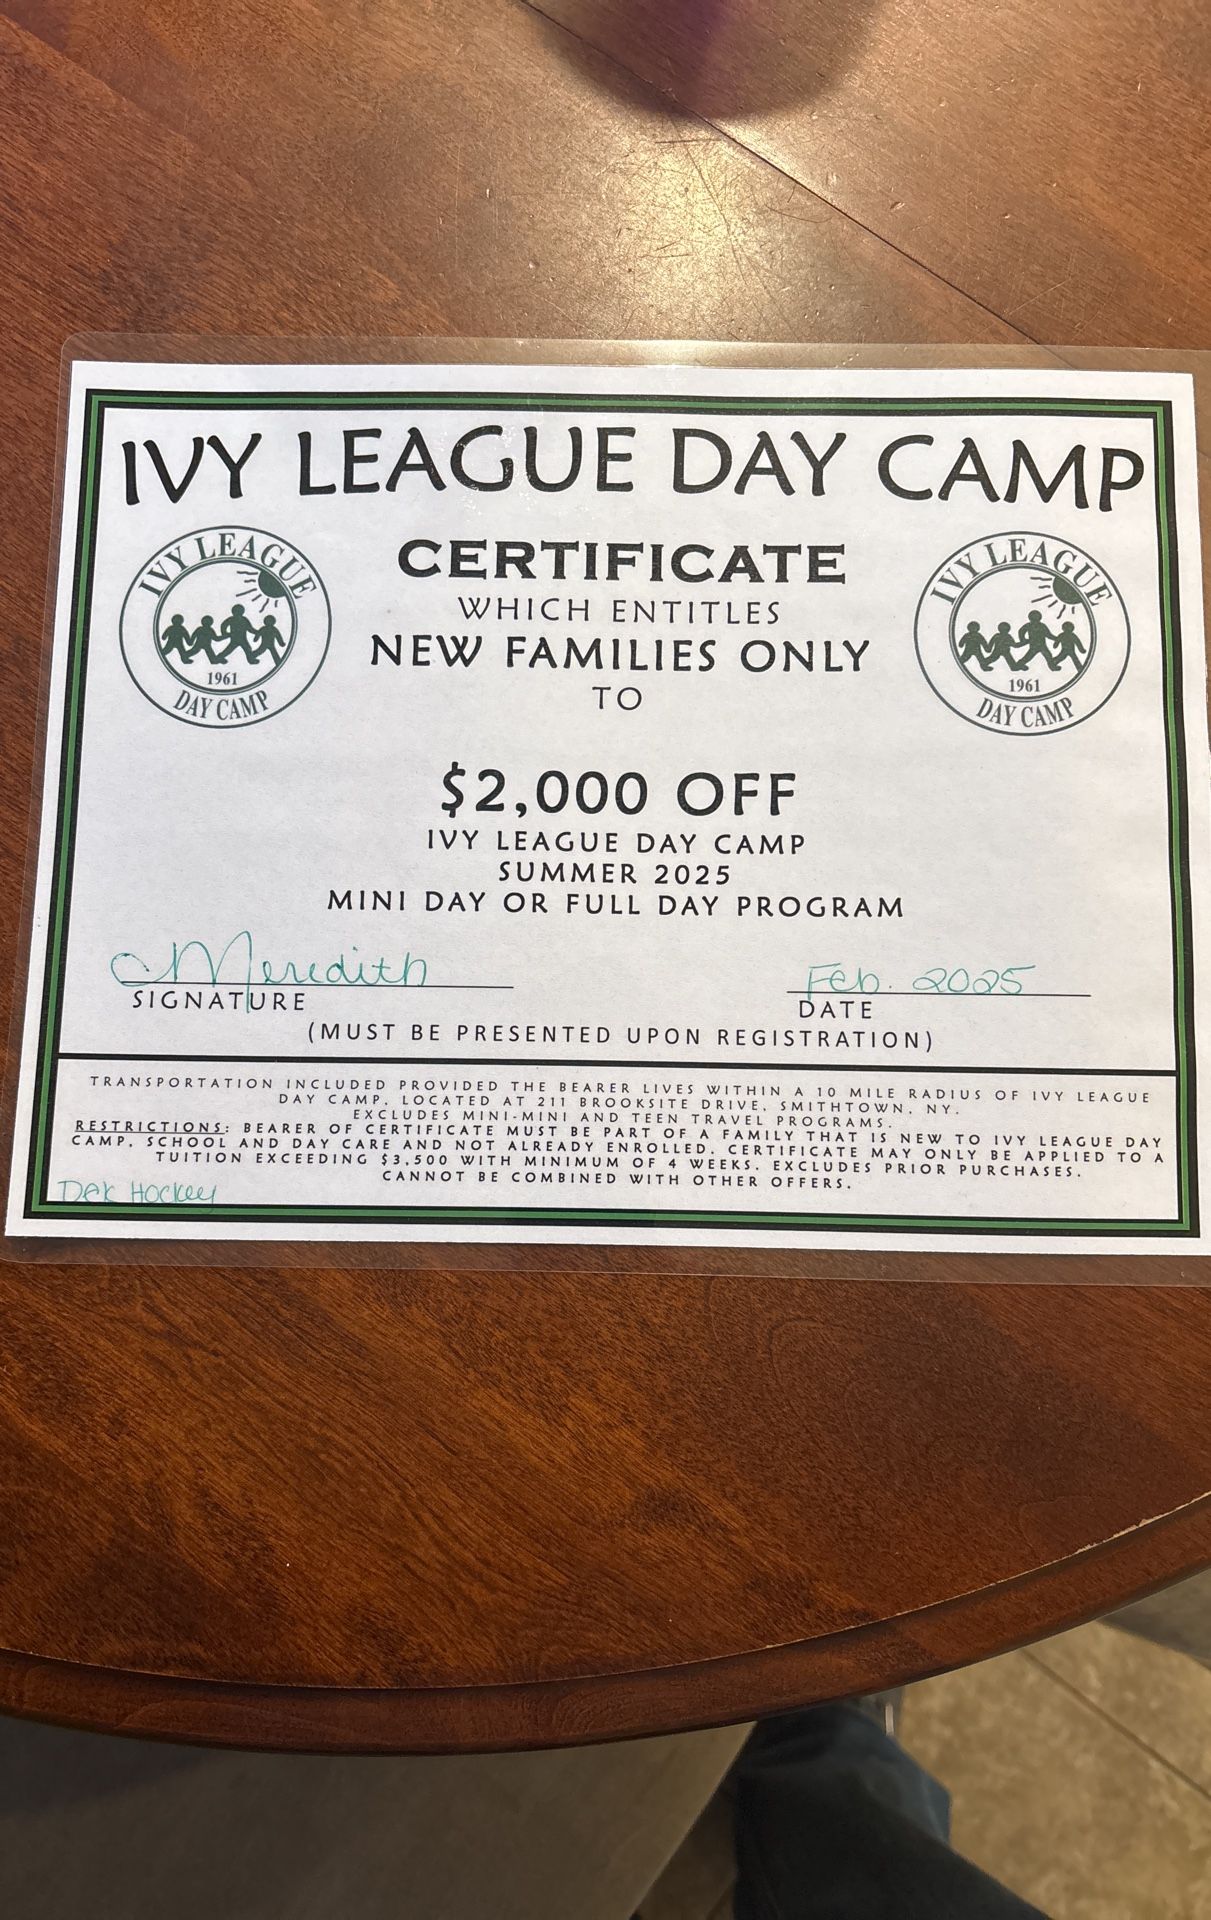 IVY LEAGUE DAY CAMP
IVY LEAGUE
1961
DAY CAMP
CERTIFICATE
WHICH ENTITLES
NEW FAMILIES ONLY
TO
IVY LEAGUE
1961
DAY CAMP
$2,000 OFF
IVY LEAGUE DAY CAMP
SUMMER 2025
MINI DAY OR FULL DAY PROGRAM
Meredith
SIGNATURE
Feb. 2025
DATE
(MUST BE PRESENTED UPON REGISTRATION)
TRANSPORTATION INCLUDED PROVIDED THE BEARER LIVES WITHIN A 10 MILE RADIUS OF IVY LEAGUE
DAY CAMP, LOCATED AT 211 BROOKSITE DRIVE, SMITHTOWN, NY.
EXCLUDES MINI-MINI AND TEEN TRAVEL PROGRAMS.
RESTRICTIONS: BEARER OF CERTIFICATE MUST BE PART OF A FAMILY THAT IS NEW TO IVY LEAGUE DAY
CAMP, SCHOOL AND DAY CARE AND NOT ALREADY ENROLLED. CERTIFICATE MAY ONLY BE APPLIED TO A
TUITION EXCEEDING $3,500 WITH MINIMUM OF 4 WEEKS. EXCLUDES PRIOR PURCHASES.
CANNOT BE COMBINED WITH OTHER OFFERS.
Dek Hockey